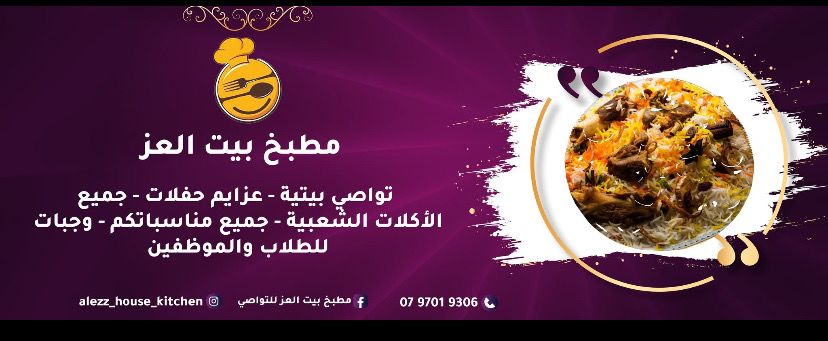 مطبخ بيت العز
تواصي بيتية - عزايم حفلات - جميع
الأكلات الشعبية - جميع مناسباتكم - وجبات
للطلاب والموظفين
07 9701 9306
مطبخ بيت العز للتواصي
alezz_house_kitchen